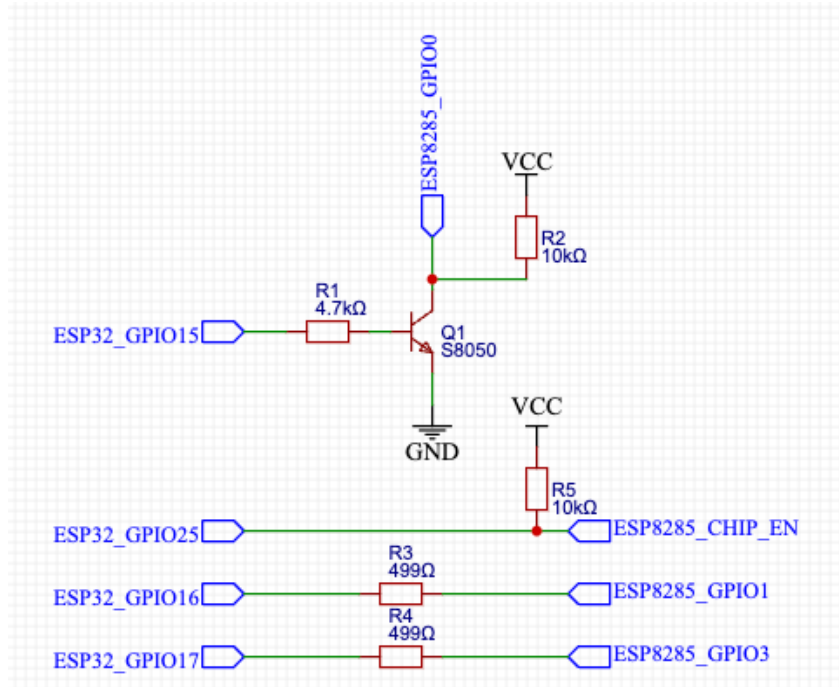 ESP8285_GPIO0
VCC
R2
10kΩ
R1
4.7kΩ
ESP32_GPIO15
Q1
S8050
GND
VCC
R5
10kΩ
ESP32_GPIO25
ESP8285_CHIP_EN
R3
499Ω
ESP32_GPIO16
ESP8285_GPIO1
R4
499Ω
ESP32_GPIO17
ESP8285_GPIO3